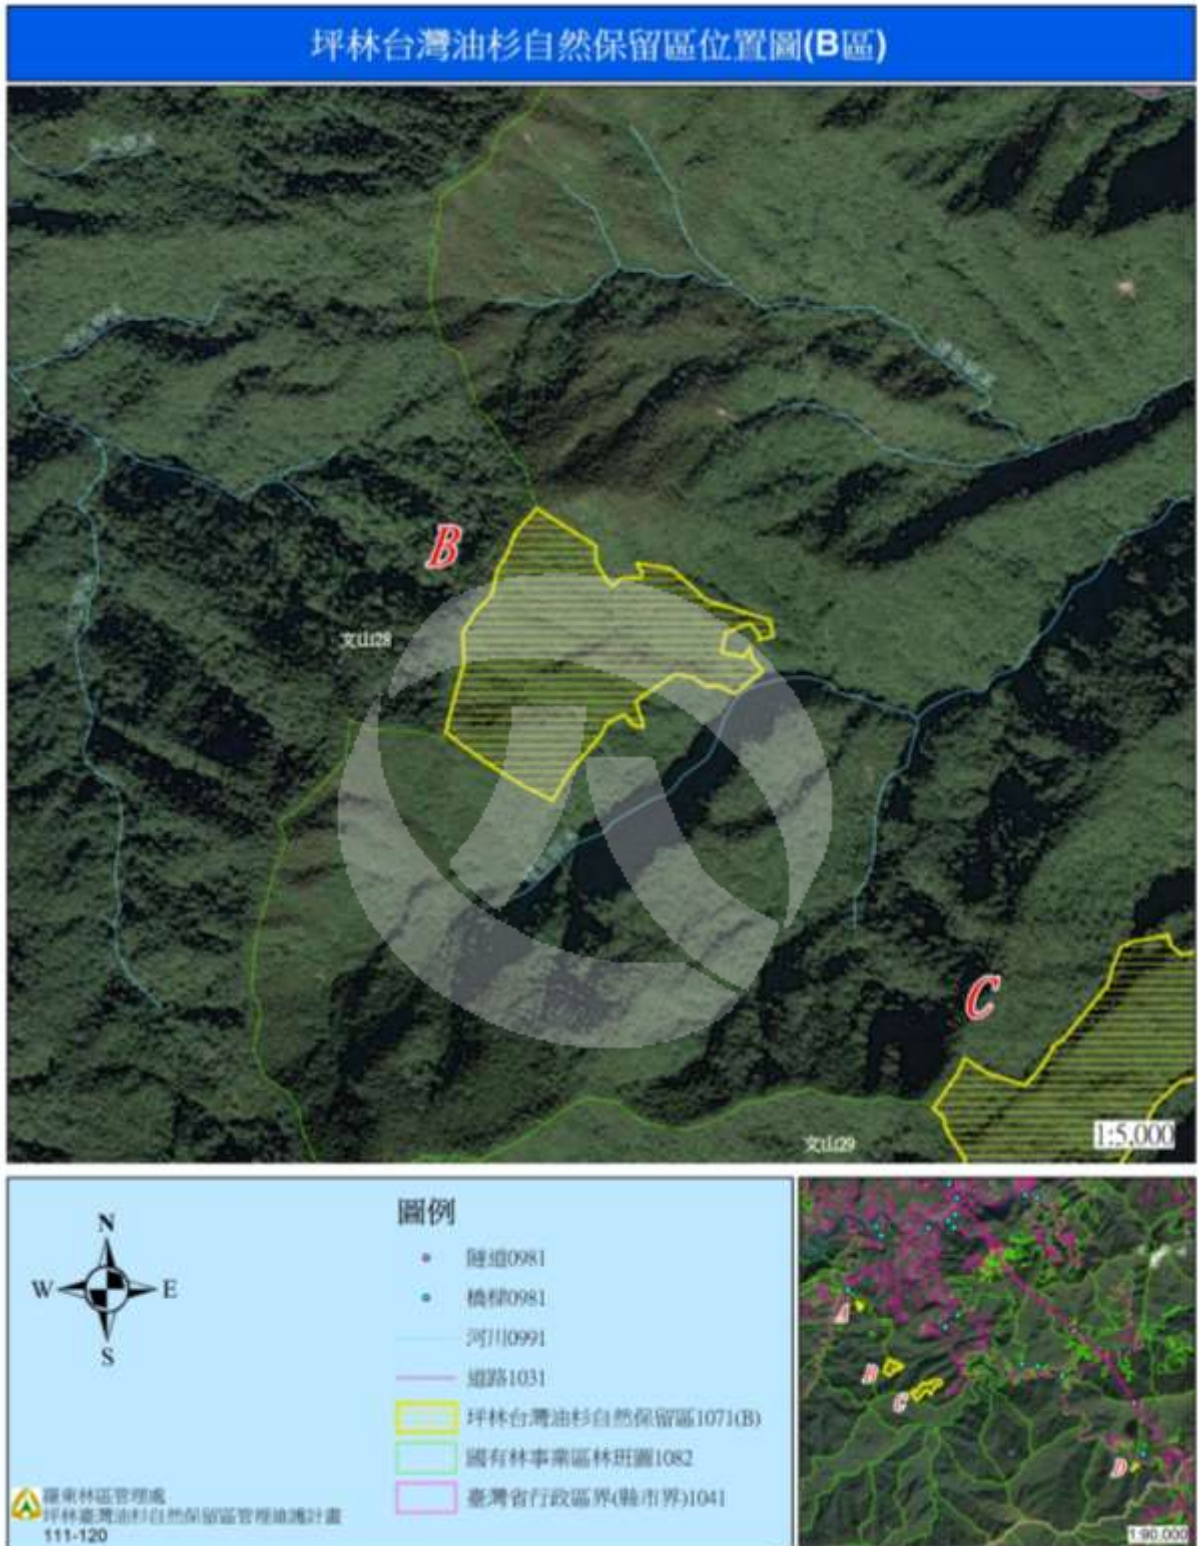 坪林台灣油杉自然保留區位置圖(B區)
B
文山28
C
文山29
1:5,000
N
W
E
S
圖例
隧道0981
橋樑0981
河川0991
道路1031
坪林台灣油杉自然保留區1071(B)
國有林事業區林班圖1082
臺灣省行政區界(縣市界)1041
羅東林區管理處
坪林臺灣油杉自然保留區管理維護計畫
111-120
A
B
C
D
1:90,000